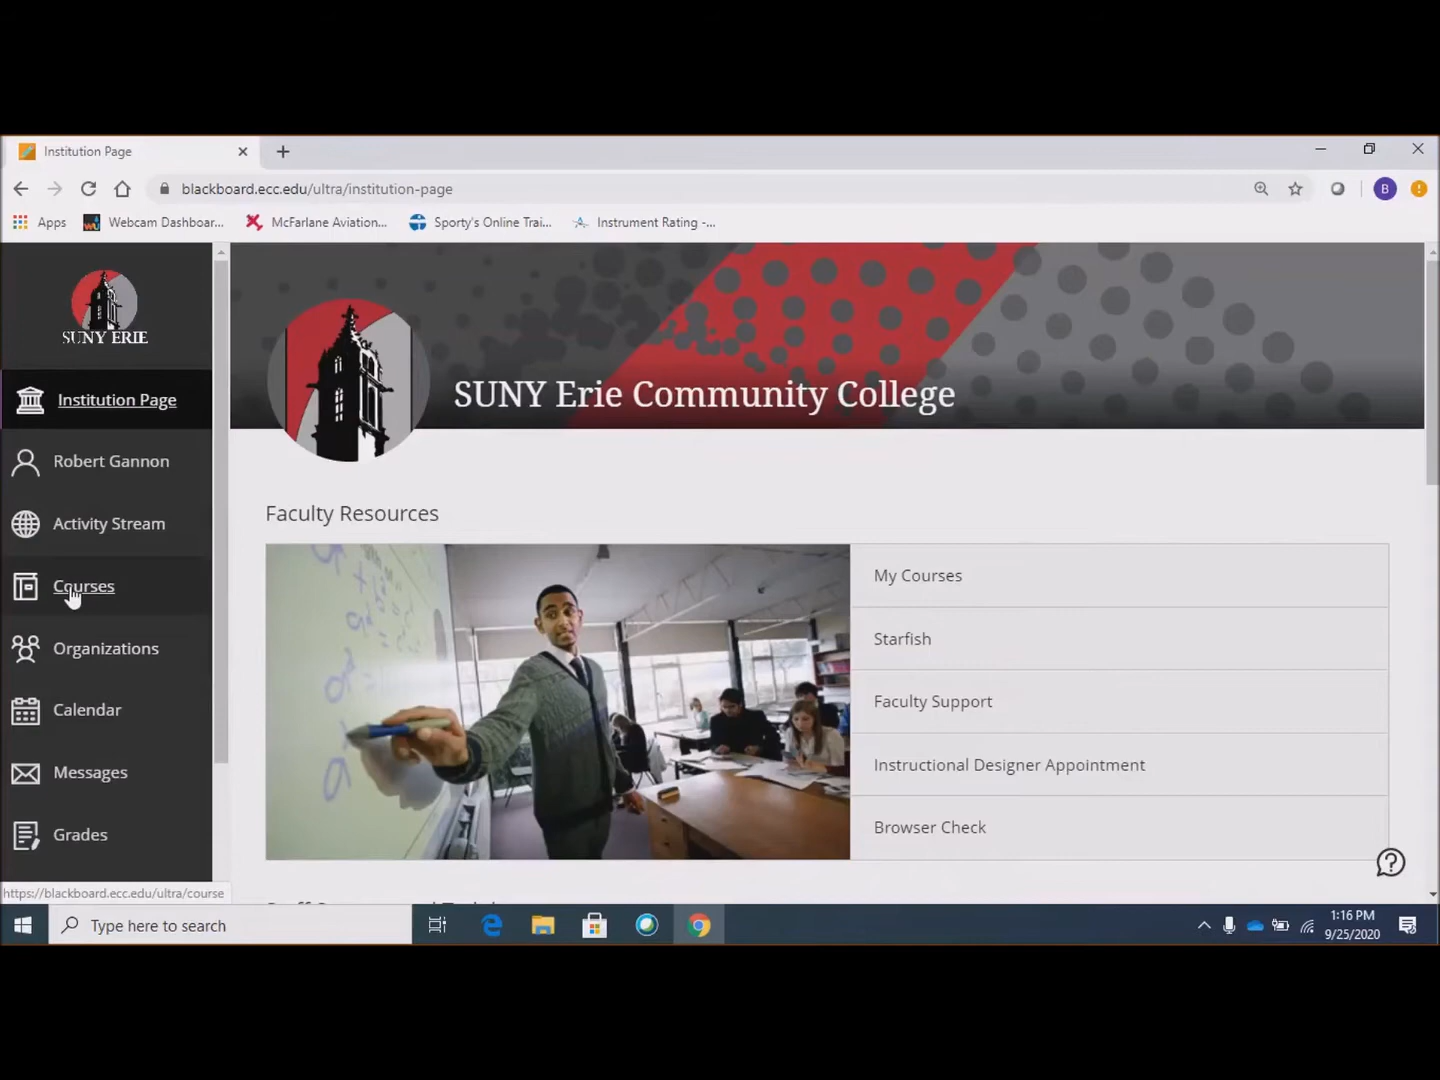 Institution Page
blackboard.ecc.edu/ultra/institution-page
B
Apps
Webcam Dashboar...
McFarlane Aviation...
Sporty's Online Trai...
Instrument Rating -...
SUNY ERIE
Institution Page
Robert Gannon
Activity Stream
Courses
Organizations
Calendar
Messages
Grades
https://blackboard.ecc.edu/ultra/course
SUNY Erie Community College
Faculty Resources
My Courses
Starfish
Faculty Support
Instructional Designer Appointment
Browser Check
Type here to search
1:16 PM
9/25/2020